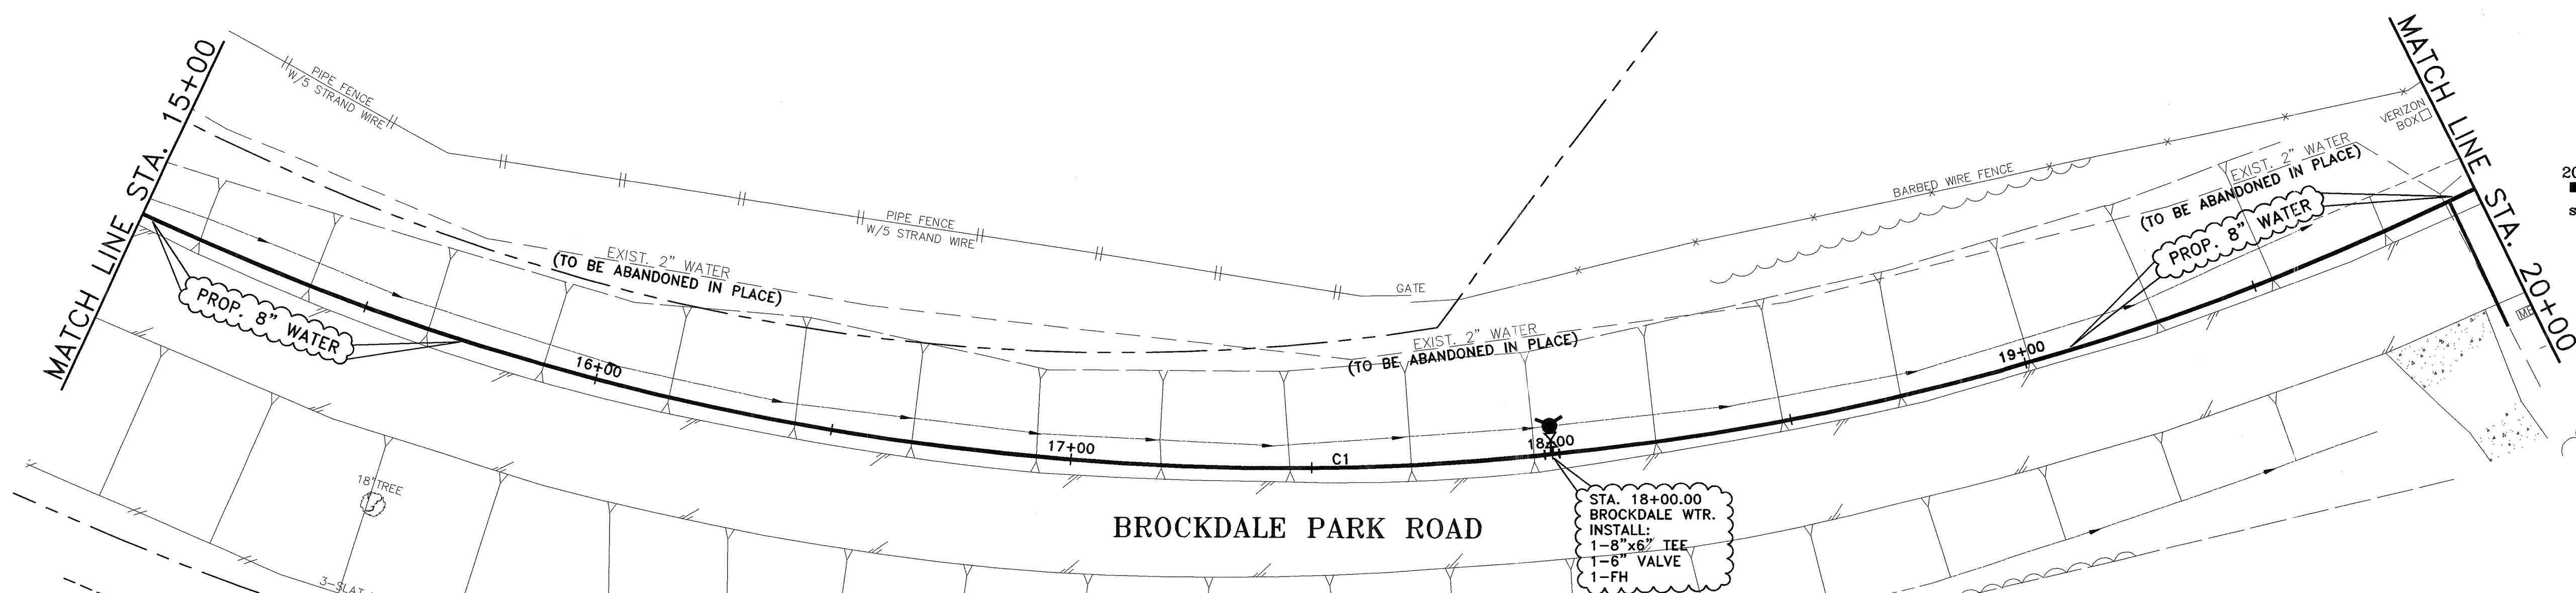 MATCH LINE STA. 15+00
PIPE FENCE
W/5 STRAND WIRE
PROP. 8" WATER
EXIST. 2" WATER
(TO BE ABANDONED IN PLACE)
PIPE FENCE
W/5 STRAND WIRE
16+00
17+00
C1
GATE
EXIST. 2" WATER
(TO BE ABANDONED IN PLACE)
18+00
STA. 18+00.00
BROCKDALE WTR.
INSTALL:
1-8"x6" TEE
1-6" VALVE
1-FH
BROCKDALE PARK ROAD
18"TREE
3-SLAT
BARBED WIRE FENCE
19+00
EXIST. 2" WATER
(TO BE ABANDONED IN PLACE)
PROP. 8" WATER
VERIZON
BOX
MATCH LINE STA. 20+00
20